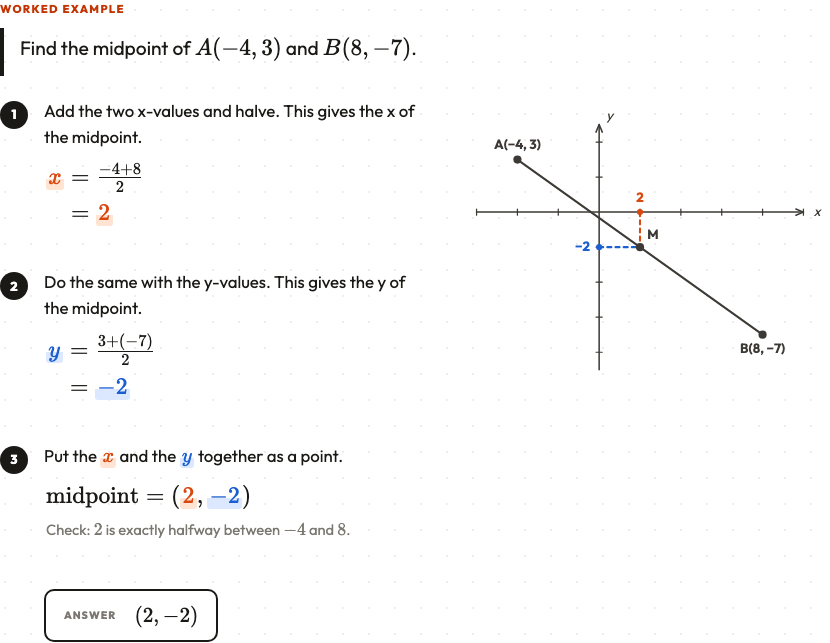 WORKED EXAMPLE
Find the midpoint of A(−4, 3) and B(8, −7).
1
Add the two x-values and halve. This gives the x of
the midpoint.
x = −4+8
2
= 2
2
Do the same with the y-values. This gives the y of
the midpoint.
y = 3+(−7)
2
= −2
3
Put the x and the y together as a point.
midpoint = (2, −2)
Check: 2 is exactly halfway between −4 and 8.
ANSWER (2, −2)
y
A(−4, 3)
2
x
M
−2
B(8, −7)